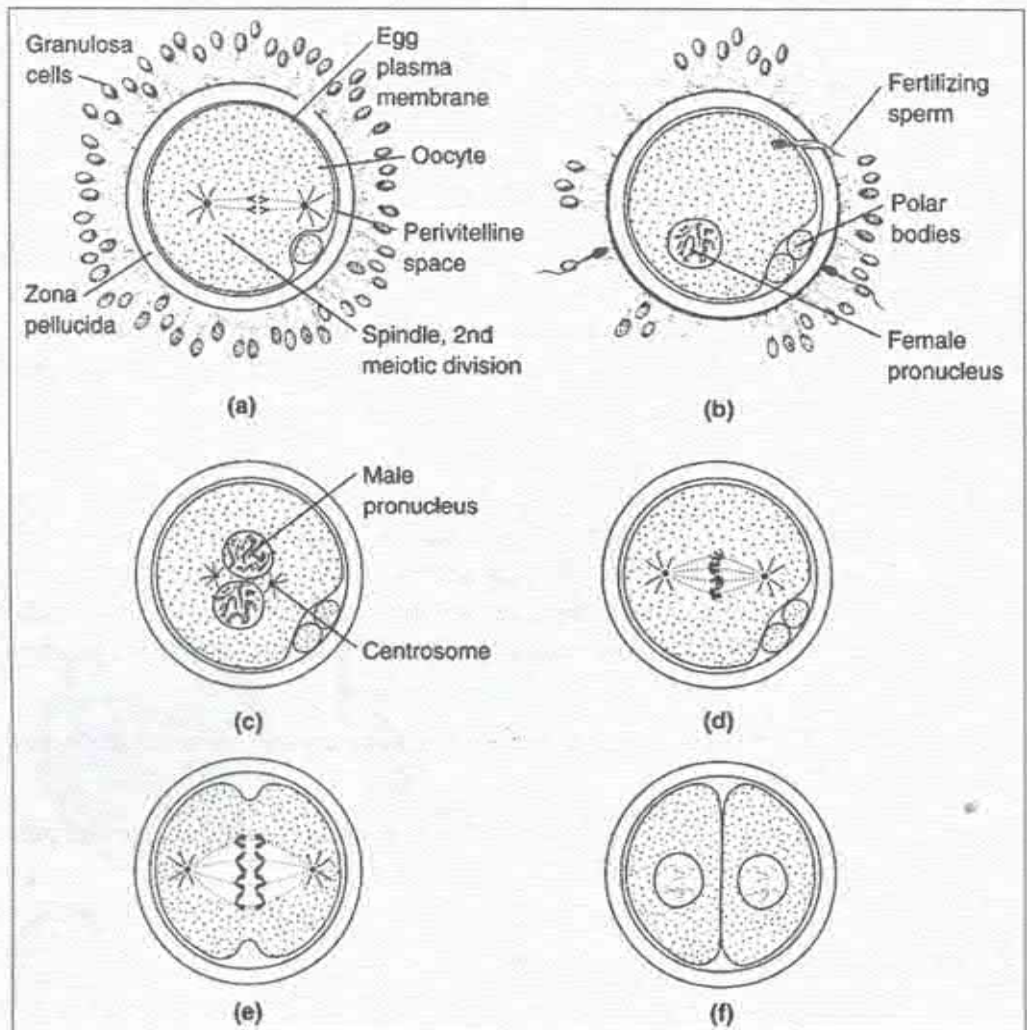 Granulosa
cells
Egg
plasma
membrane
Oocyte
Perivitelline
space
Zona
pellucida
Spindle, 2nd
meiotic division
(a)
Fertilizing
sperm
Polar
bodies
Female
pronucleus
(b)
Male
pronucleus
Centrosome
(c)
(d)
(e)
(f)